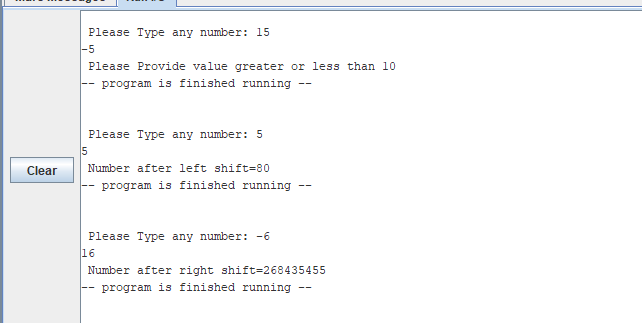 Please Type any number: 15
-5
Please Provide value greater or less than 10
-- program is finished running --
Please Type any number: 5
5
Number after left shift=80
-- program is finished running --
Clear
Please Type any number: -6
16
Number after right shift=268435455
-- program is finished running --